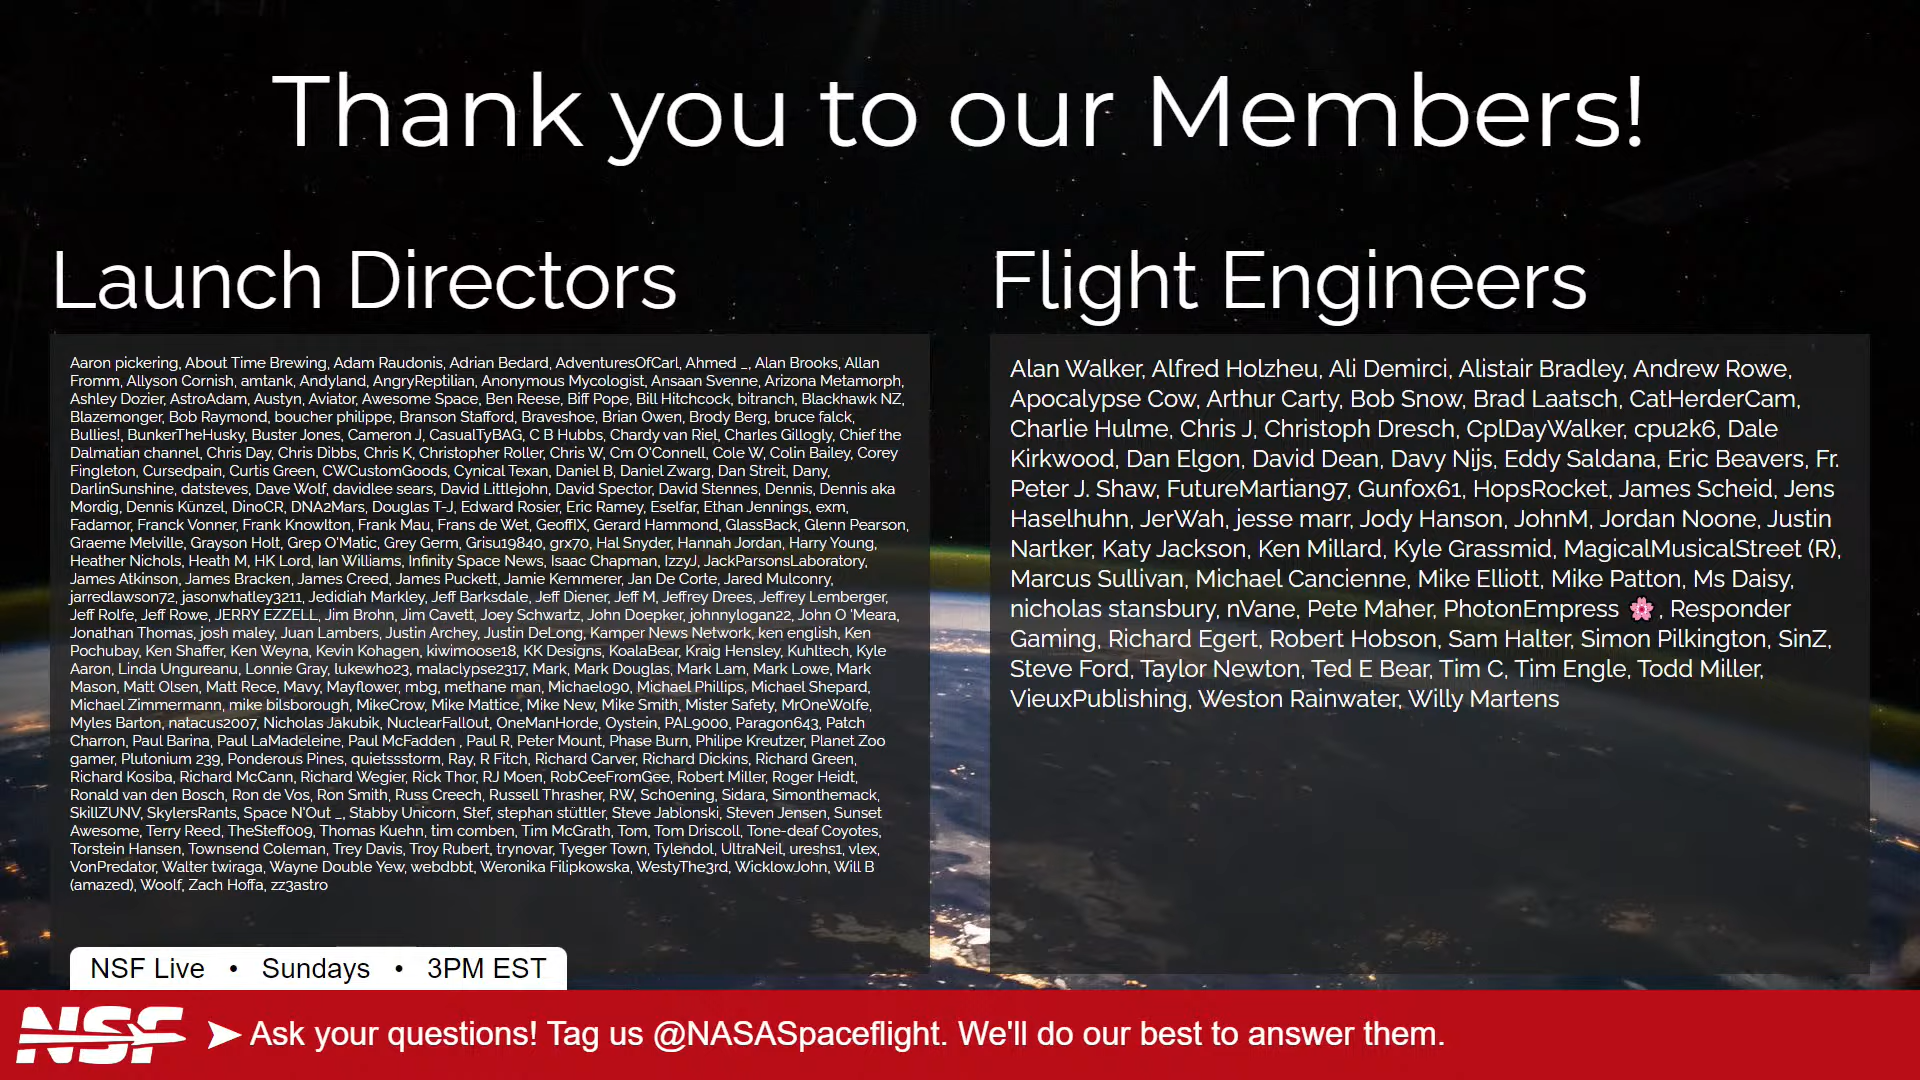 Thank you to our Members!
Launch Directors
Aaron pickering, About Time Brewing, Adam Raudonis, Adrian Bedard, AdventuresOfCarl, Ahmed _, Alan Brooks, Allan
Fromm, Allyson Cornish, amtank, Andyland, AngryReptilian, Anonymous Mycologist, Ansaan Svenne, Arizona Metamorph,
Ashley Dozier, AstroAdam, Austyn, Aviator, Awesome Space, Ben Reese, Biff Pope, Bill Hitchcock, bitranch, Blackhawk NZ,
Blazemonger, Bob Raymond, boucher philippe, Branson Stafford, Braveshoe, Brian Owen, Brody Berg, bruce falck,
Bullies!, BunkerTheHusky, Buster Jones, Cameron J, CasualTyBAG, C B Hubbs, Chardy van Riel, Charles Gillogly, Chief the
Dalmatian channel, Chris Day, Chris Dibbs, Chris K, Christopher Roller, Chris W, Cm O'Connell, Cole W, Colin Bailey, Corey
Fingleton, Cursedpain, Curtis Green, CWCustomGoods, Cynical Texan, Daniel B, Daniel Zwarg, Dan Streit, Dany,
DarlinSunshine, datsteves, Dave Wolf, davidlee sears, David Littlejohn, David Spector, David Stennes, Dennis, Dennis aka
Mordig, Dennis Künzel, DinoCR, DNA2Mars, Douglas T-J, Edward Rosier, Eric Ramey, Eselfar, Ethan Jennings, exm,
Fadamor, Franck Vonner, Frank Knowlton, Frank Mau, Frans de Wet, GeoffIX, Gerard Hammond, GlassBack, Glenn Pearson,
Graeme Melville, Grayson Holt, Grep O'Matic, Grey Germ, Grisu19840, grx70, Hal Snyder, Hannah Jordan, Harry Young,
Heather Nichols, Heath M, HK Lord, Ian Williams, Infinity Space News, Isaac Chapman, IzzyJ, JackParsonsLaboratory,
James Atkinson, James Bracken, James Creed, James Puckett, Jamie Kemmerer, Jan De Corte, Jared Mulconry,
jarredlawson72, jasonwhatley3211, Jedidiah Markley, Jeff Barksdale, Jeff Diener, Jeff M, Jeffrey Drees, Jeffrey Lemberger,
Jeff Rolfe, Jeff Rowe, JERRY EZZELL, Jim Brohn, Jim Cavett, Joey Schwartz, John Doepker, johnnylogan22, John O 'Meara,
Jonathan Thomas, josh maley, Juan Lambers, Justin Archey, Justin DeLong, Kamper News Network, ken english, Ken
Pochubay, Ken Shaffer, Ken Weyna, Kevin Kohagen, kiwimoose18, KK Designs, KoalaBear, Kraig Hensley, Kuhltech, Kyle
Aaron, Linda Ungureanu, Lonnie Gray, lukewho23, malaclypse2317, Mark, Mark Douglas, Mark Lam, Mark Lowe, Mark
Mason, Matt Olsen, Matt Rece, Mavy, Mayflower, mbg, methane man, Michael090, Michael Phillips, Michael Shepard,
Michael Zimmermann, mike bilsborough, MikeCrow, Mike Mattice, Mike New, Mike Smith, Mister Safety, MrOneWolfe,
Myles Barton, natacus2007, Nicholas Jakubik, NuclearFall0ut, OneManHorde, Oystein, PAL9000, Paragon643, Patch
Charron, Paul Barina, Paul LaMadeleine, Paul McFadden , Paul R, Peter Mount, Phase Burn, Philipe Kreutzer, Planet Zoo
gamer, Plutonium 239, Ponderous Pines, quietssstorm, Ray, R Fitch, Richard Carver, Richard Dickins, Richard Green,
Richard Kosiba, Richard McCann, Richard Wegier, Rick Thor, RJ Moen, RobCeeFromGee, Robert Miller, Roger Heidt,
Ronald van den Bosch, Ron de Vos, Ron Smith, Russ Creech, Russell Thrasher, RW, Sch0ening, Sidara, Simonthemack,
SkillZUNV, SkylersRants, Space N'Out _, Stabby Unicorn, Stef, stephan stüttler, Steve Jablonski, Steven Jensen, Sunset
Awesome, Terry Reed, TheSteff009, Thomas Kuehn, tim comben, Tim McGrath, Tom, Tom Driscoll, Tone-deaf Coyotes,
Torstein Hansen, Townsend Coleman, Trey Davis, Troy Rubert, trynovar, Tyeger Town, Tylendol, UltraNeil, ureshs1, vlex,
VonPredator, Walter twiraga, Wayne Double Yew, webdbbt, Weronika Filipkowska, WestyThe3rd, WicklowJohn, Will B
(amazed), Woolf, Zach Hoffa, zz3astro
Flight Engineers
Alan Walker, Alfred Holzheu, Ali Demirci, Alistair Bradley, Andrew Rowe,
Apocalypse Cow, Arthur Carty, Bob Snow, Brad Laatsch, CatHerderCam,
Charlie Hulme, Chris J, Christoph Dresch, CplDayWalker, cpu2k6, Dale
Kirkwood, Dan Elgon, David Dean, Davy Nijs, Eddy Saldana, Eric Beavers, Fr.
Peter J. Shaw, FutureMartian97, Gunfox61, HopsRocket, James Scheid, Jens
Haselhuhn, JerWah, jesse marr, Jody Hanson, JohnM, Jordan Noone, Justin
Nartker, Katy Jackson, Ken Millard, Kyle Grassmid, MagicalMusicalStreet (R),
Marcus Sullivan, Michael Cancienne, Mike Elliott, Mike Patton, Ms Daisy,
nicholas stansbury, nVane, Pete Maher, PhotonEmpress 🌸, Responder
Gaming, Richard Egert, Robert Hobson, Sam Halter, Simon Pilkington, SinZ,
Steve Ford, Taylor Newton, Ted E Bear, Tim C, Tim Engle, Todd Miller,
VieuxPublishing, Weston Rainwater, Willy Martens
NSF Live • Sundays • 3PM EST
NSF
Ask your questions! Tag us @NASASpaceflight. We'll do our best to answer them.